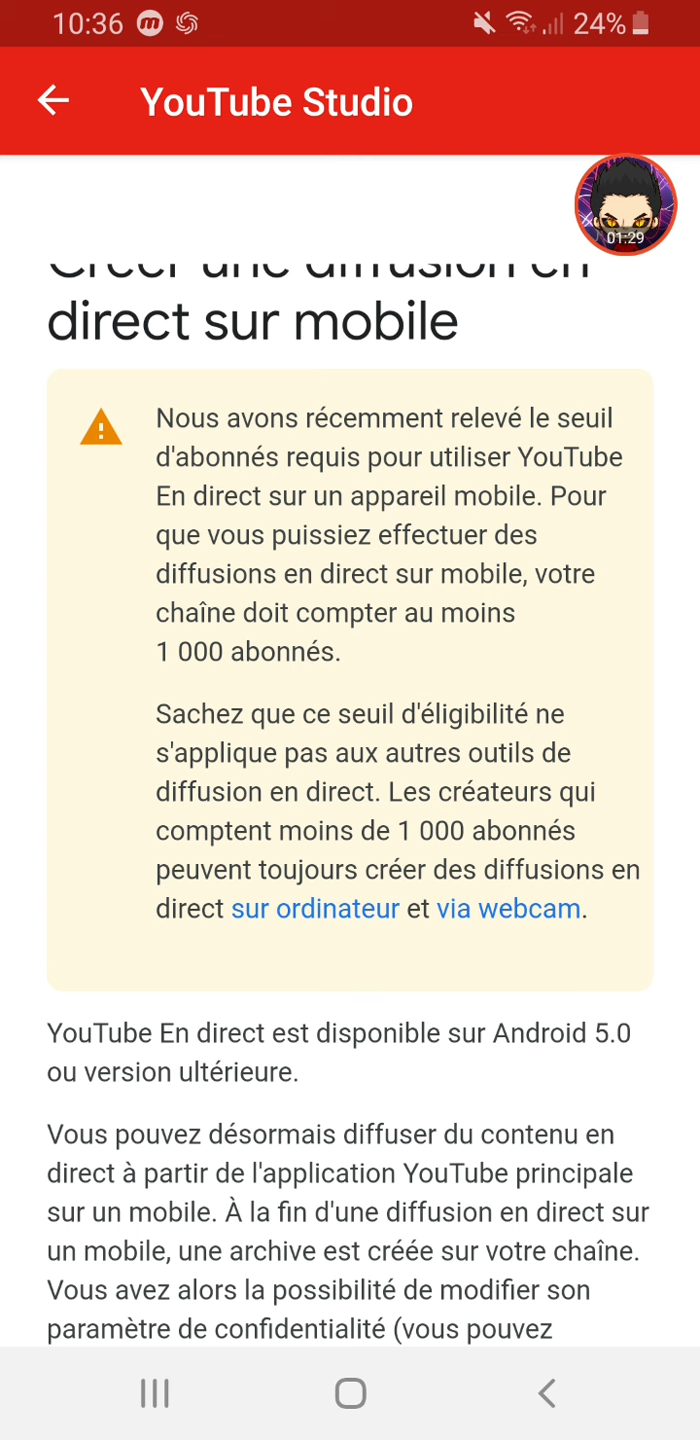 10:36
24%
YouTube Studio
01:29
Créer une diffusion en
direct sur mobile
Nous avons récemment relevé le seuil
d'abonnés requis pour utiliser YouTube
En direct sur un appareil mobile. Pour
que vous puissiez effectuer des
diffusions en direct sur mobile, votre
chaîne doit compter au moins
1 000 abonnés.
Sachez que ce seuil d'éligibilité ne
s'applique pas aux autres outils de
diffusion en direct. Les créateurs qui
comptent moins de 1 000 abonnés
peuvent toujours créer des diffusions en
direct sur ordinateur et via webcam.
YouTube En direct est disponible sur Android 5.0
ou version ultérieure.
Vous pouvez désormais diffuser du contenu en
direct à partir de l'application YouTube principale
sur un mobile. À la fin d'une diffusion en direct sur
un mobile, une archive est créée sur votre chaîne.
Vous avez alors la possibilité de modifier son
paramètre de confidentialité (vous pouvez